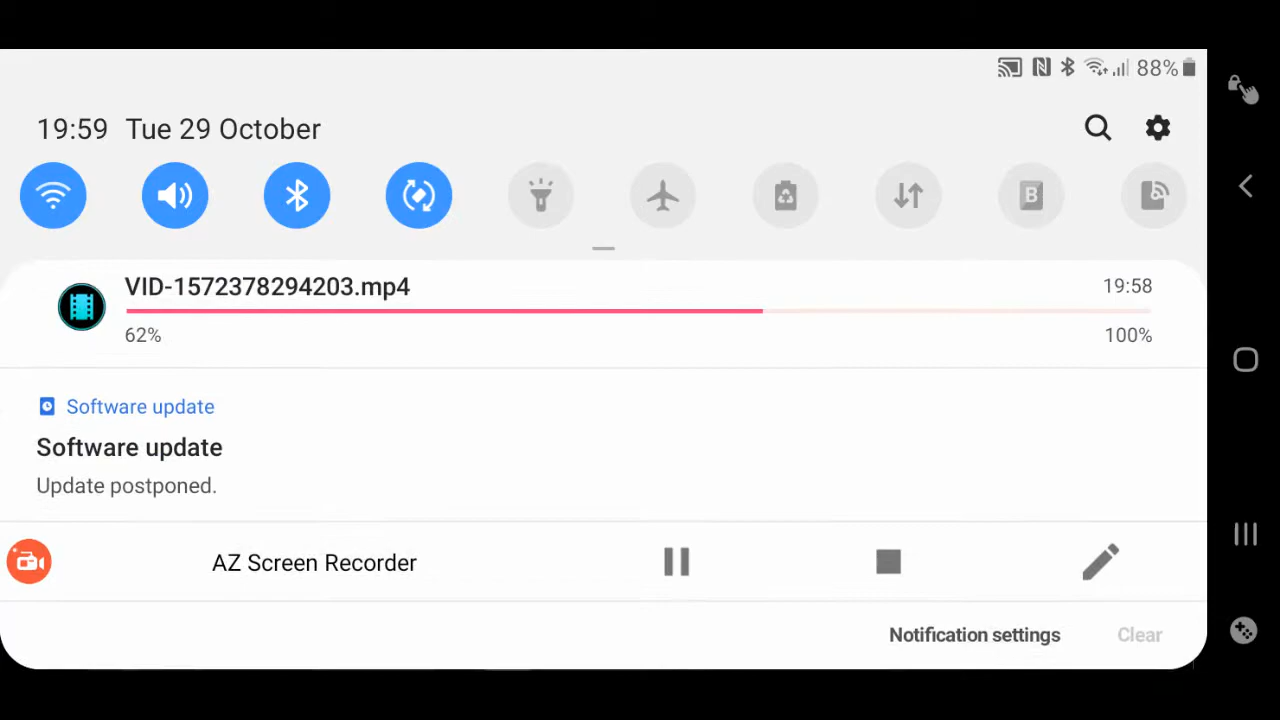 88%
19:59 Tue 29 October
B
VID-1572378294203.mp4 19:58
62% 100%
Software update
Software update
Update postponed.
AZ Screen Recorder
Notification settings Clear